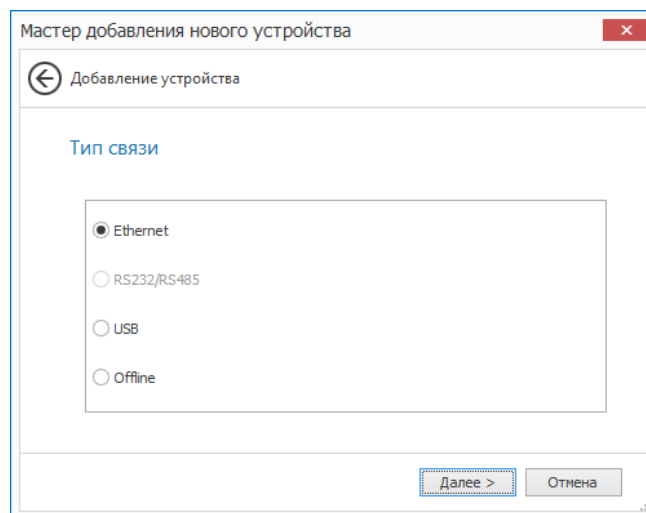 Мастер добавления нового устройства
Добавление устройства
Тип связи
Ethernet
RS232/RS485
USB
Offline
Далее >
Отмена